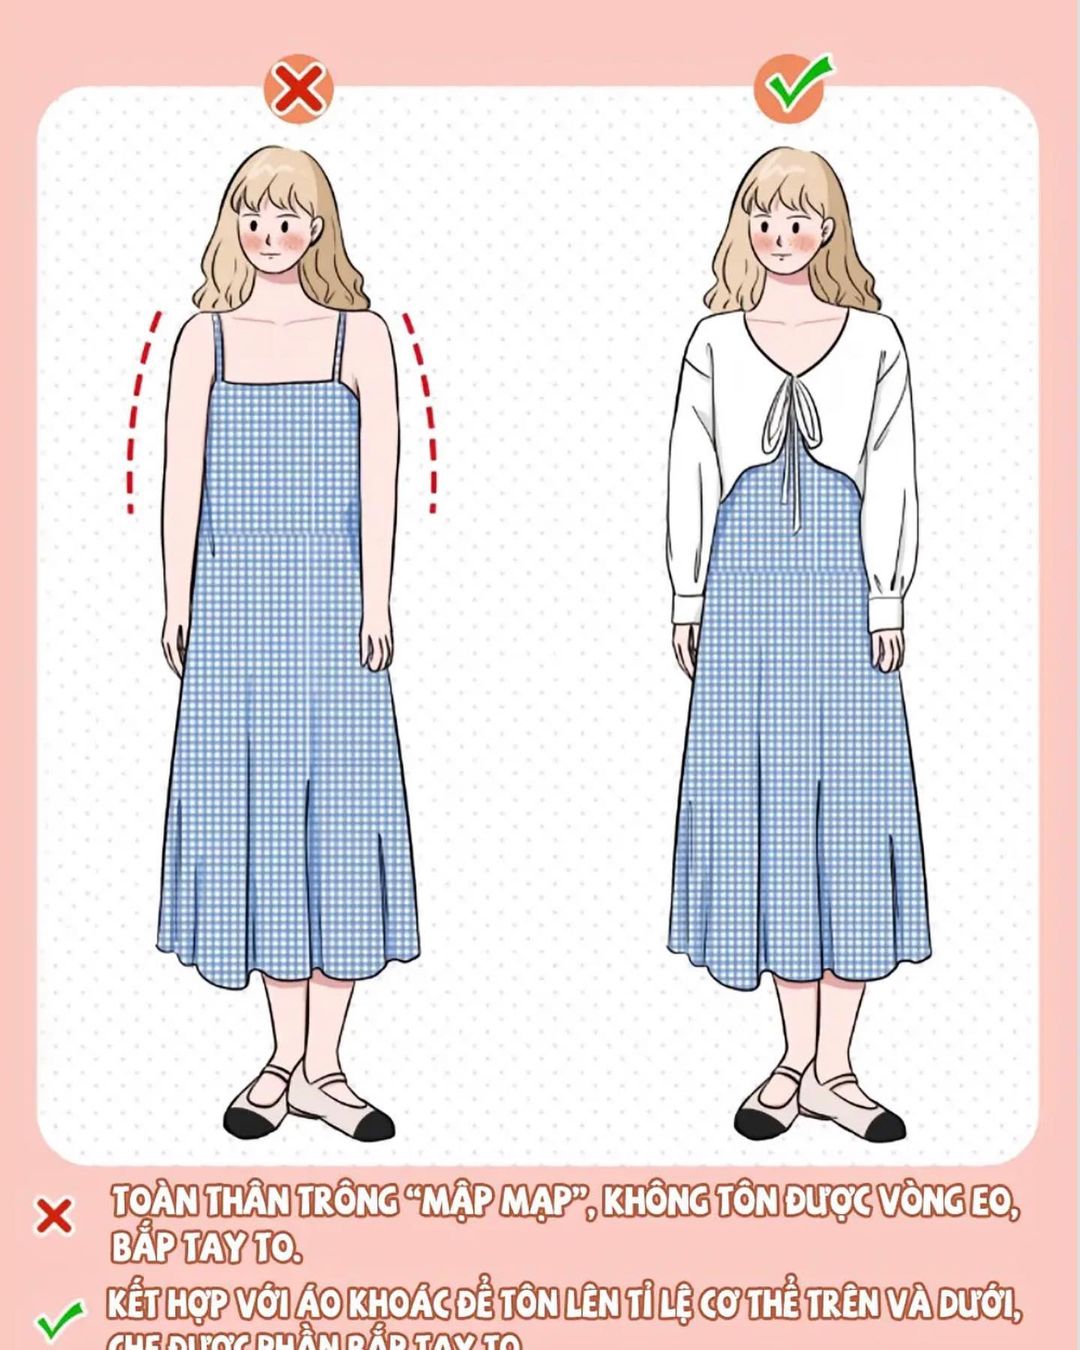 TOÀN THÂN TRÔNG “MẬP MẠP”, KHÔNG TÔN ĐƯỢC VÒNG EO,
BẮP TAY TO.
KẾT HỢP VỚI ÁO KHOÁC ĐỂ TÔN LÊN TỈ LỆ CƠ THỂ TRÊN VÀ DƯỚI,
CHE ĐƯỢC PHẦN BẮP TAY TO